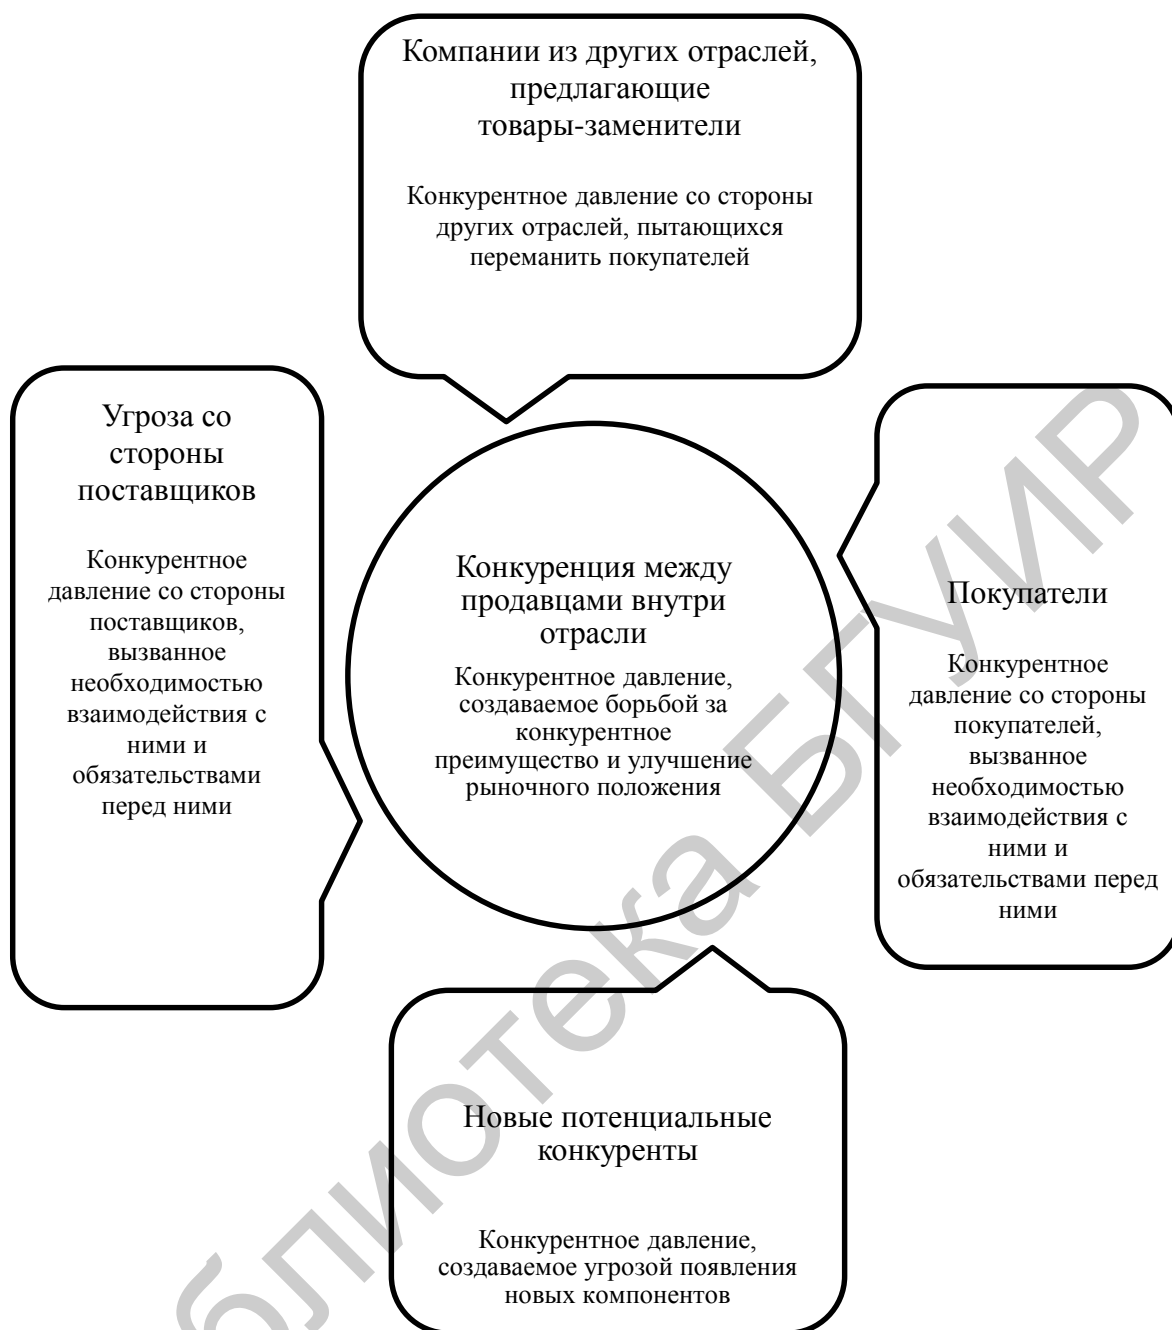 Компании из других отраслей,
предлагающие
товары-заменители
Конкурентное давление со стороны
других отраслей, пытающихся
переманить покупателей
Угроза со
стороны
поставщиков
Конкурентное
давление со стороны
поставщиков,
вызванное
необходимостью
взаимодействия с
ними и
обязательствами
перед ними
Конкуренция между
продавцами внутри
отрасли
Конкурентное давление,
создаваемое борьбой за
конкурентное
преимущество и улучшение
рыночного положения
Покупатели
Конкурентное
давление со стороны
покупателей,
вызванное
необходимостью
взаимодействия с
ними и
обязательствами перед
ними
Новые потенциальные
конкуренты
Конкурентное давление,
создаваемое угрозой появления
новых компонентов
блиотека БГУИР